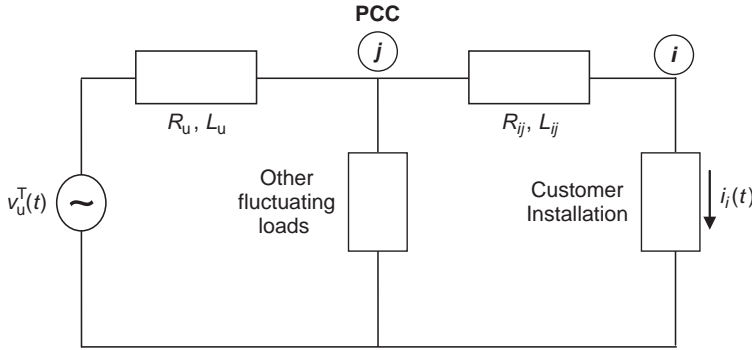 PCC
j
i
R_u, L_u
R_ij, L_ij
v_u^T(t)
~
Other
fluctuating
loads
Customer
Installation
i_i(t)